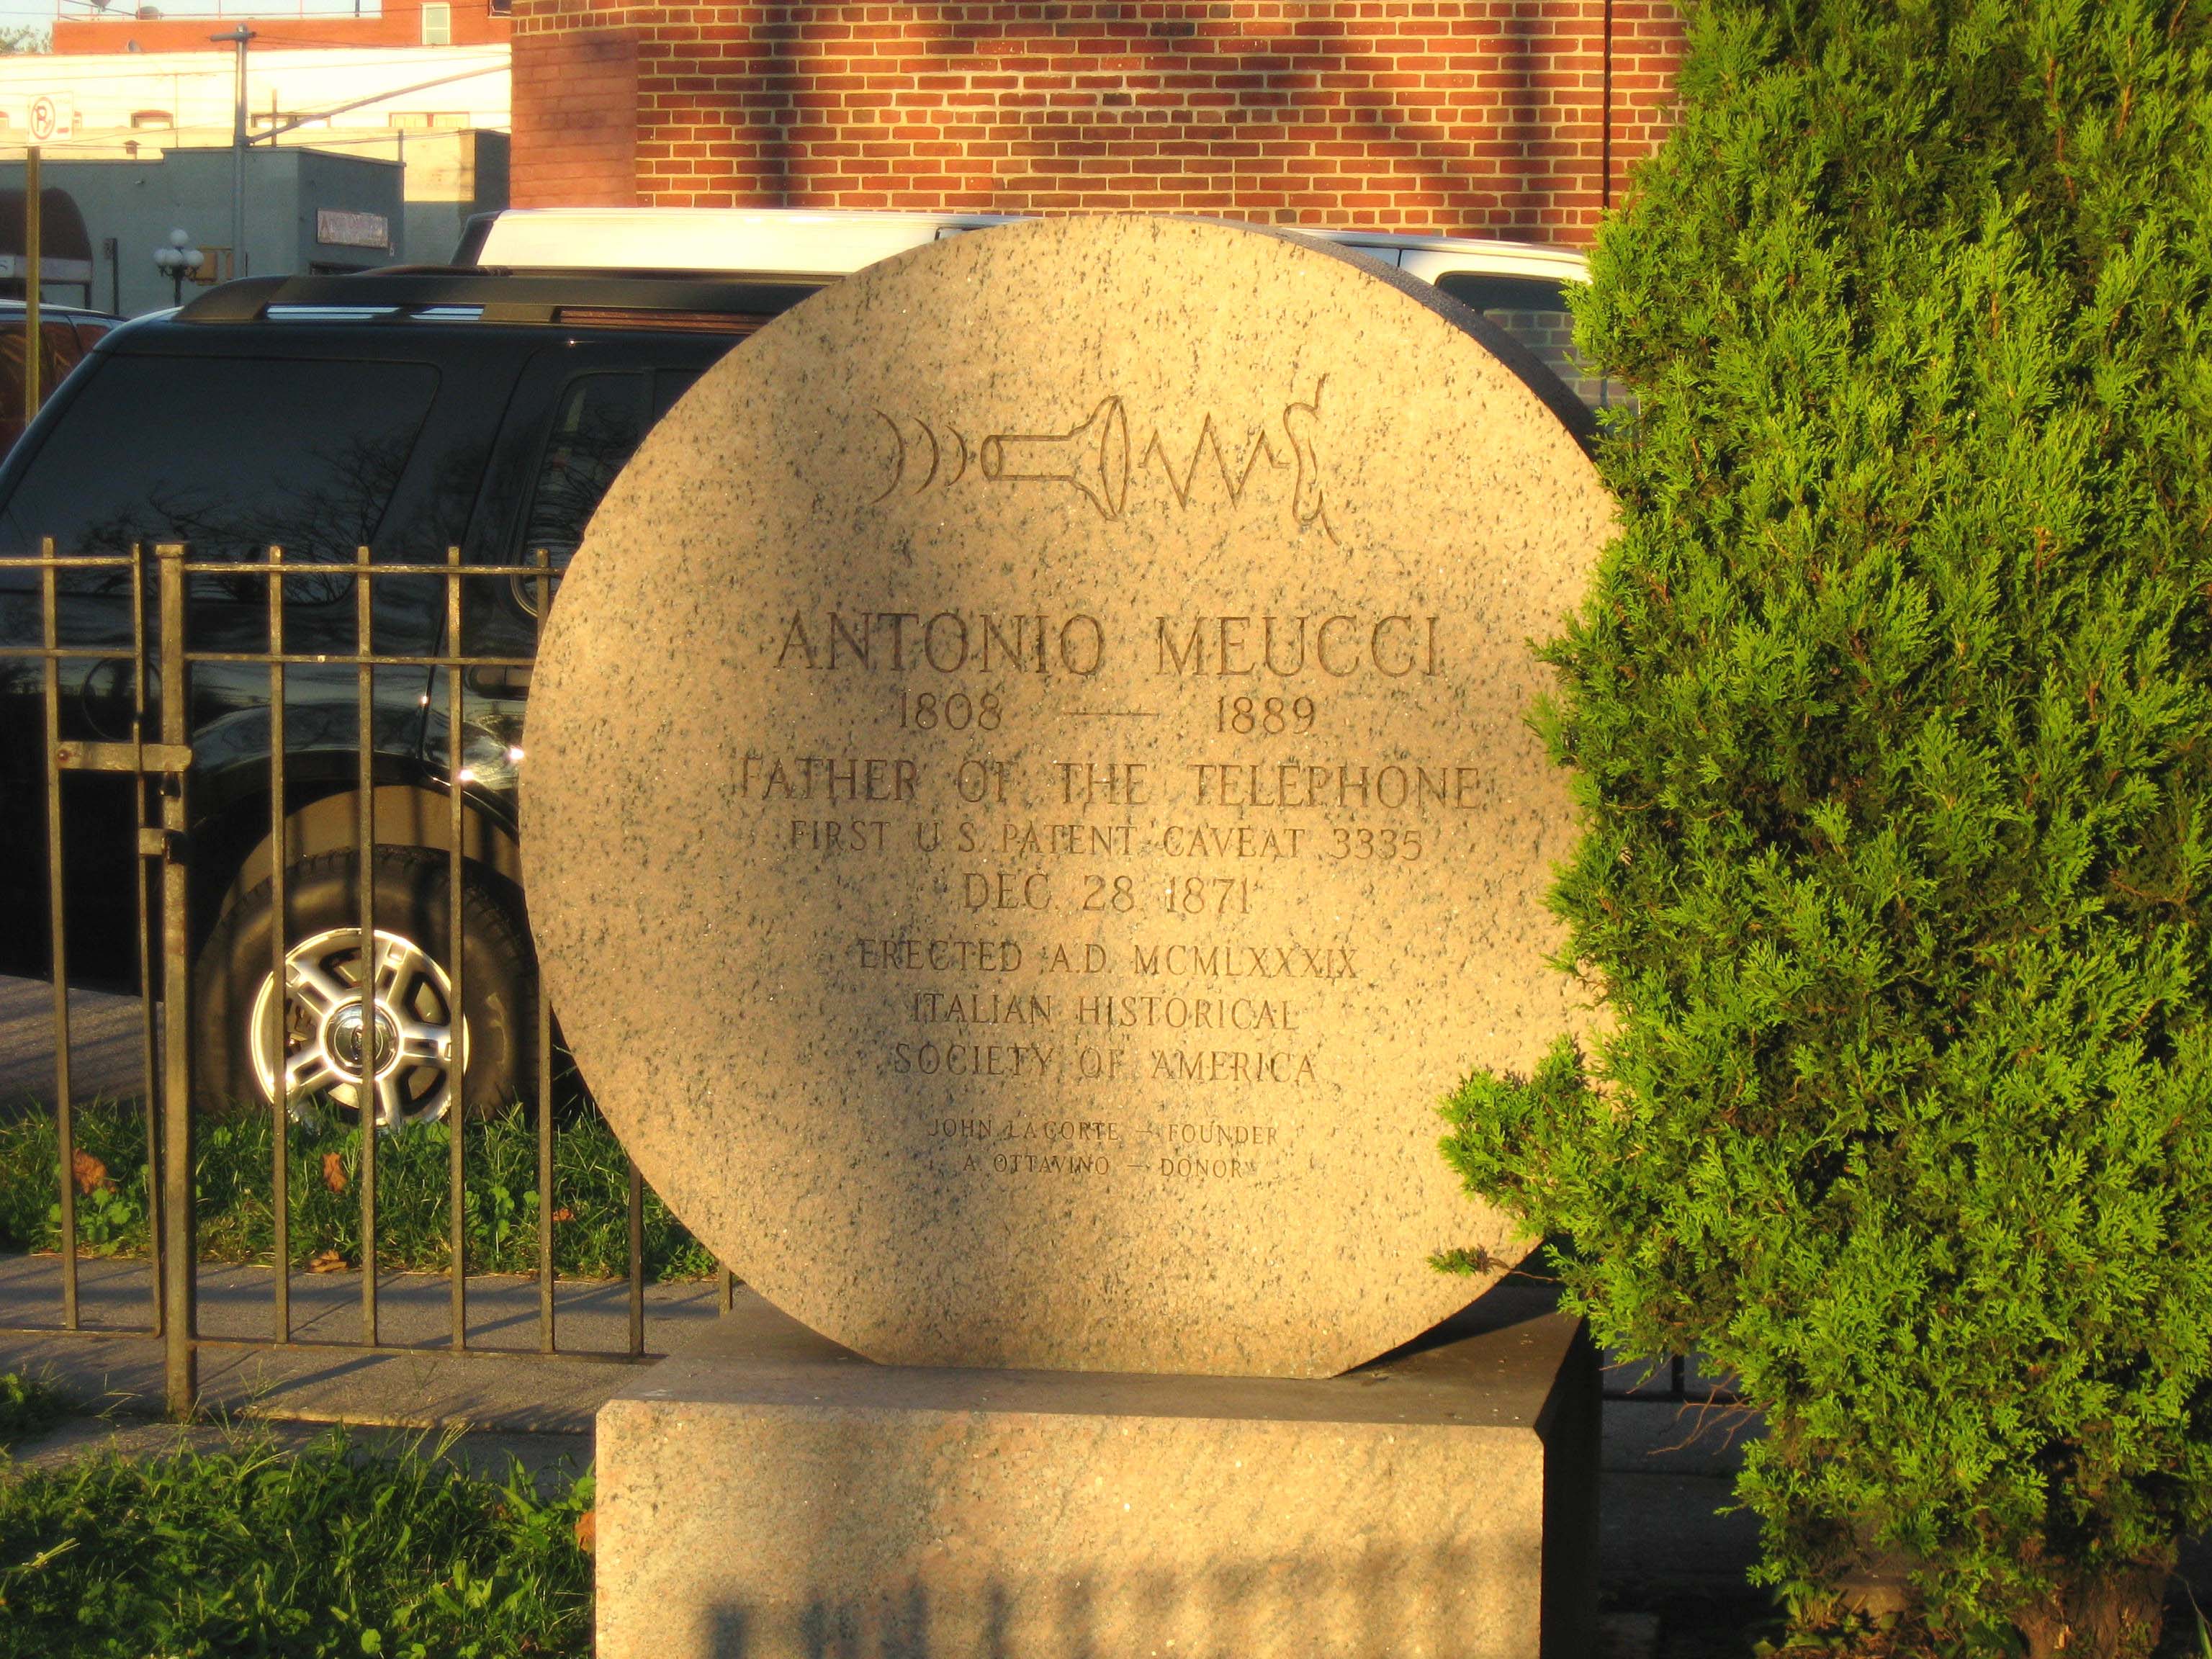 ANTONIO MEUCCI
1808 — 1889
FATHER OF THE TELEPHONE
FIRST U.S. PATENT CAVEAT 3335
DEC. 28 1871
ERECTED A.D. MCMLXXXIX
ITALIAN HISTORICAL
SOCIETY OF AMERICA
JOHN LACORTE — FOUNDER
A OTTAVINO — DONOR